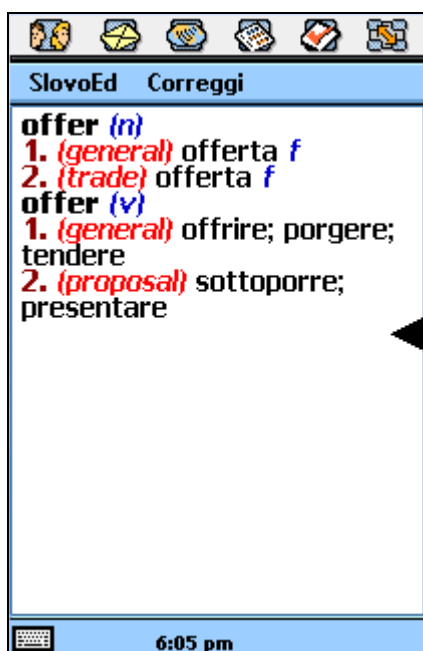 SlovoEd Correggi
offer (n)
1. (general) offerta f
2. (trade) offerta f
offer (v)
1. (general) offrire; porgere;
tendere
2. (proposal) sottoporre;
presentare
6:05 pm